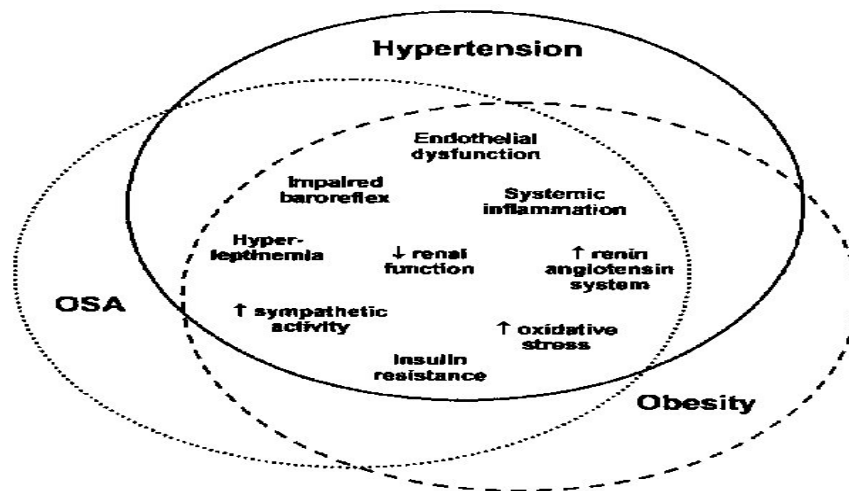 Hypertension
Endothelial
dysfunction
Impaired
baroreflex
Systemic
inflammation
Hyper-
leptinemia
↓ renal
function
↑ renin
angiotensin
system
OSA
↑ sympathetic
activity
↑ oxidative
stress
Insulin
resistance
Obesity